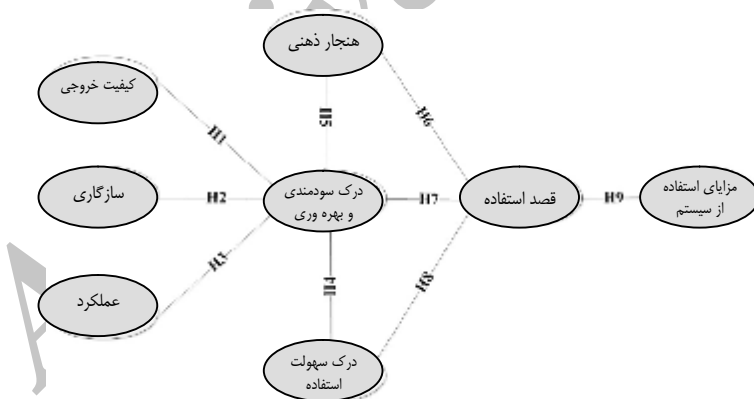 هنجار ذهنی
کیفیت خروجی
H1
H5
H6
سازگاری
H2
درک سودمندی
و بهره وری
H7
قصد استفاده
H9
مزایای استفاده
از سیستم
H3
عملکرد
H4
H8
درک سهولت
استفاده